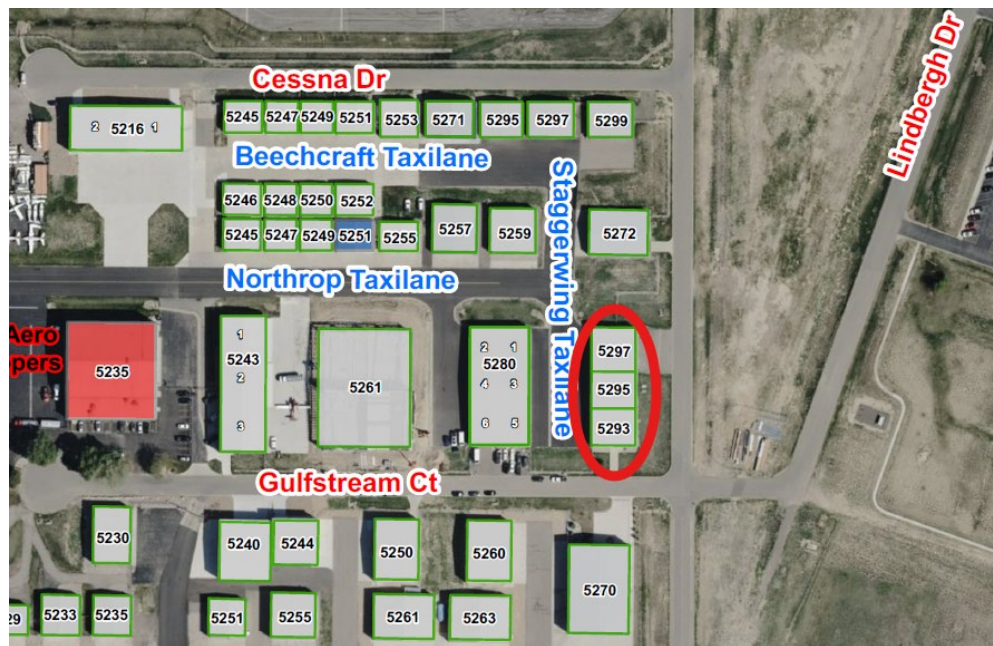 Cessna Dr
Lindbergh Dr
2 5216 1
5245 5247 5249 5251 5253 5271 5295 5297 5299
Beechcraft Taxilane
Staggerwing Taxilane
5246 5248 5250 5252
5245 5247 5249 5251 5255 5257 5259 5272
Northrop Taxilane
Aero
pers
5235
1
5243
2
3
5261
2 1
5280
4 3
6 5
5297
5295
5293
Gulfstream Ct
5230 5240 5244 5250 5260 5270
29 5233 5235 5251 5255 5261 5263